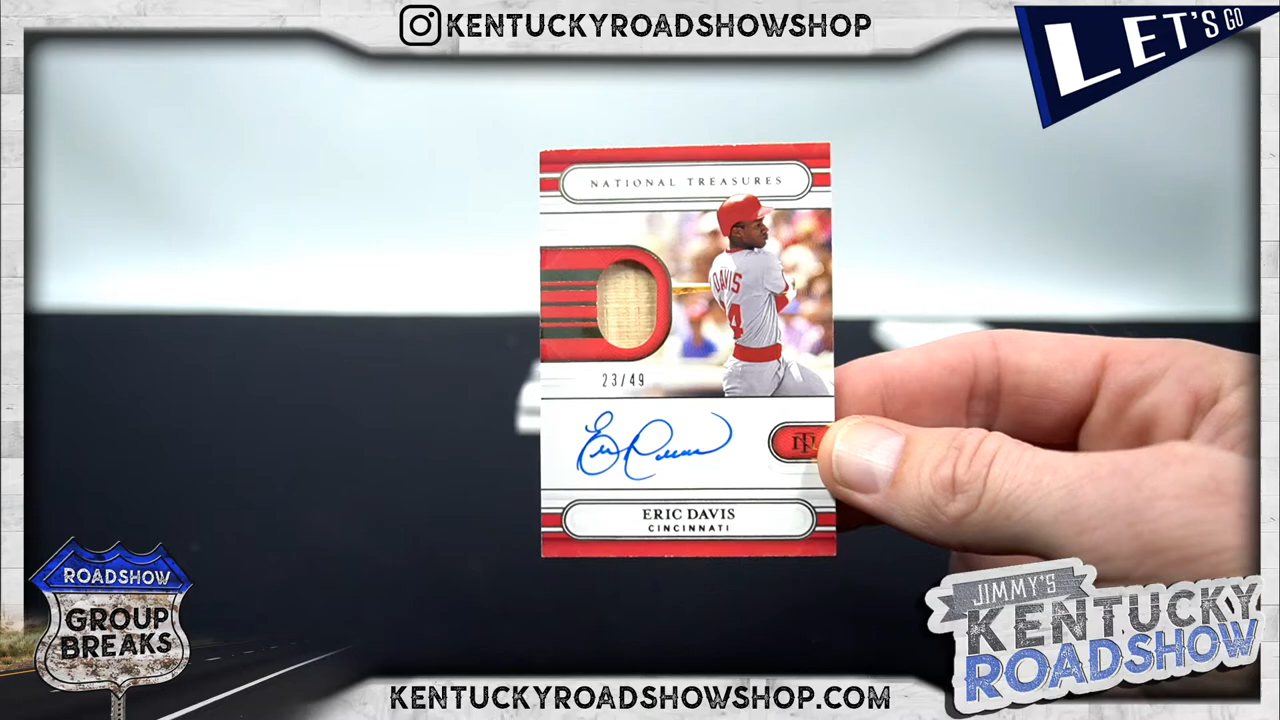 KENTUCKYROADSHOWSHOP
LET'S GO
NATIONAL TREASURES
DAVIS
23/49
Eric Davis
NT
ERIC DAVIS
CINCINNATI
ROADSHOW
GROUP
BREAKS
JIMMY'S
KENTUCKY
ROADSHOW
KENTUCKYROADSHOWSHOP.COM